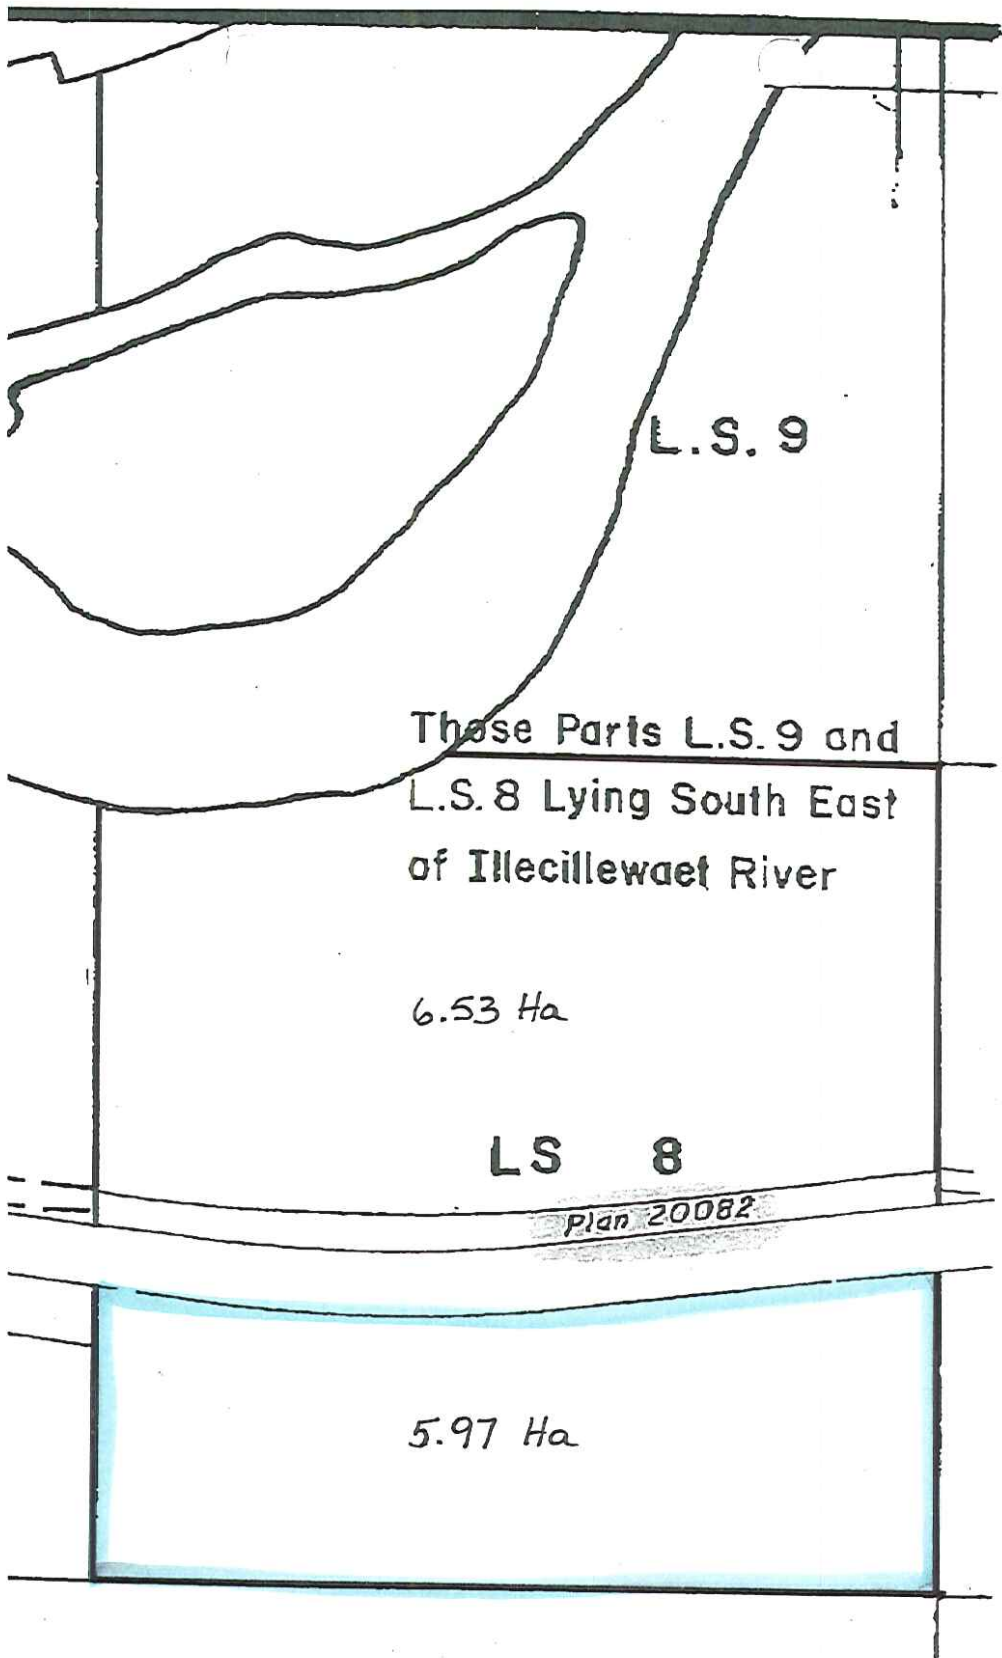 L.S. 9
Those Parts L.S. 9 and
L.S. 8 Lying South East
of Illecillewaet River
6.53 Ha
LS 8
Plan 20082
5.97 Ha